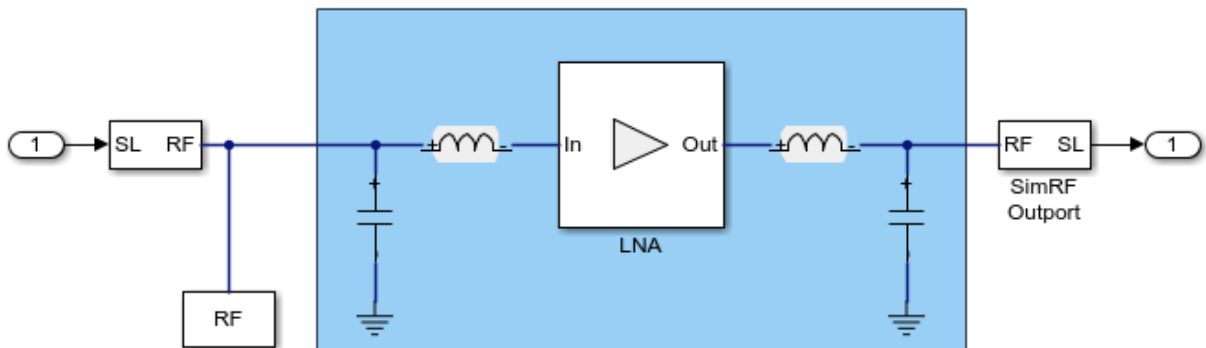 1
SL RF
In
Out
LNA
RF SL
SimRF
Outport
1
RF